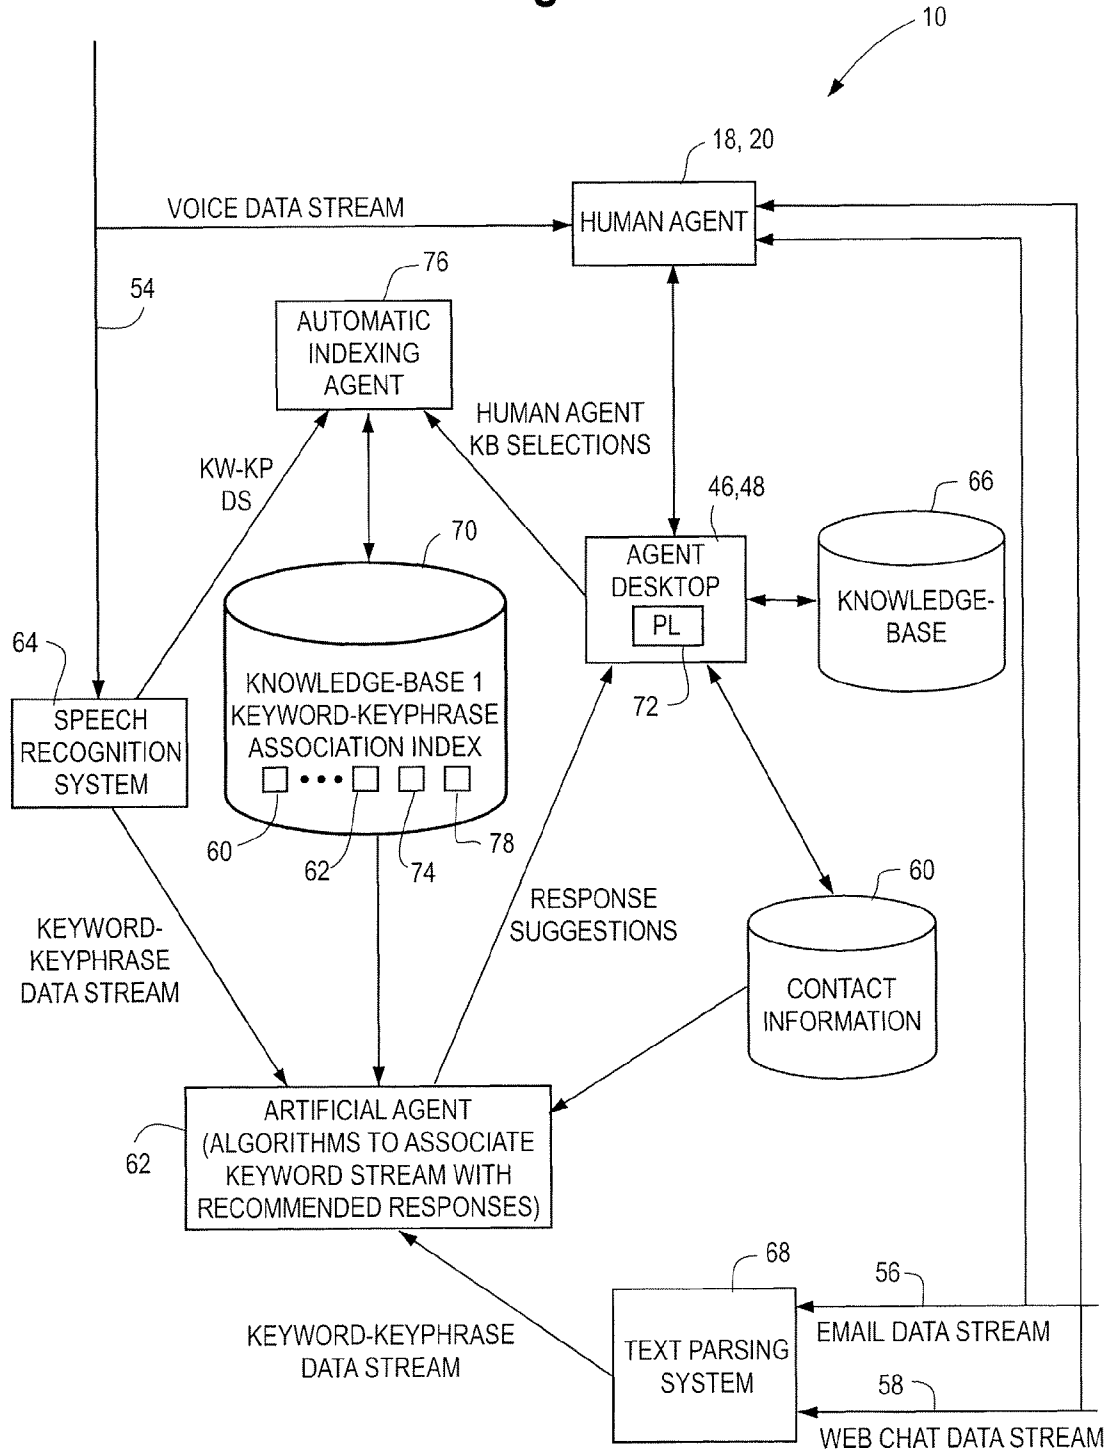 g
10
18, 20
HUMAN AGENT
VOICE DATA STREAM
76
54
AUTOMATIC
INDEXING
AGENT
HUMAN AGENT
KB SELECTIONS
KW-KP
DS
46,48
66
70
AGENT
DESKTOP
PL
72
KNOWLEDGE-
BASE
64
SPEECH
RECOGNITION
SYSTEM
KNOWLEDGE-BASE 1
KEYWORD-KEYPHRASE
ASSOCIATION INDEX
60
62
74
78
RESPONSE
SUGGESTIONS
60
CONTACT
INFORMATION
KEYWORD-
KEYPHRASE
DATA STREAM
62
ARTIFICIAL AGENT
(ALGORITHMS TO ASSOCIATE
KEYWORD STREAM WITH
RECOMMENDED RESPONSES)
68
56
EMAIL DATA STREAM
KEYWORD-KEYPHRASE
DATA STREAM
TEXT PARSING
SYSTEM
58
WEB CHAT DATA STREAM